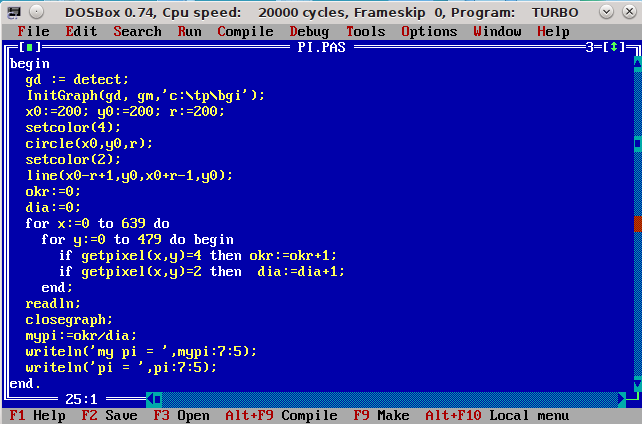 DOSBox 0.74, Cpu speed: 20000 cycles, Frameskip 0, Program: TURBO
File Edit Search Run Compile Debug Tools Options Window Help
[■] PI.PAS 3=[↕]
begin
gd := detect;
InitGraph(gd, gm,'c:\tp\bgi');
x0:=200; y0:=200; r:=200;
setcolor(4);
circle(x0,y0,r);
setcolor(2);
line(x0-r+1,y0,x0+r-1,y0);
okr:=0;
dia:=0;
for x:=0 to 639 do
for y:=0 to 479 do begin
if getpixel(x,y)=4 then okr:=okr+1;
if getpixel(x,y)=2 then dia:=dia+1;
end;
readln;
closegraph;
mypi:=okr/dia;
writeln('my pi = ',mypi:7:5);
writeln('pi = ',pi:7:5);
end.
25:1
F1 Help F2 Save F3 Open Alt+F9 Compile F9 Make Alt+F10 Local menu